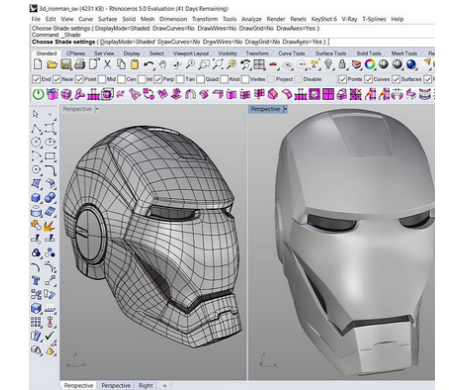 3d_ironman_sw (4231 KB) - Rhinoceros 5.0 Evaluation (41 Days Remaining)
File Edit View Curve Surface Solid Mesh Dimension Transform Tools Analyze Render Panels KeyShot 6 V-Ray T-Splines Help
Choose Shade settings ( DisplayMode=Shaded DrawCurves=No DrawWires=No DrawGrid=No DrawAxes=Yes ):
Command: _Shade
Choose Shade settings ( DisplayMode=Shaded DrawCurves=No DrawWires=No DrawGrid=No DrawAxes=Yes ):
Standard CPlanes Set View Display Select Viewport Layout Visibility Transform Curve Tools Surface Tools Solid Tools Mesh Tools
End Near Point Mid Cen Int Perp Tan Quad Knot Vertex Project Disable Points Curves Surfaces
Perspective Perspective
Perspective Perspective Right